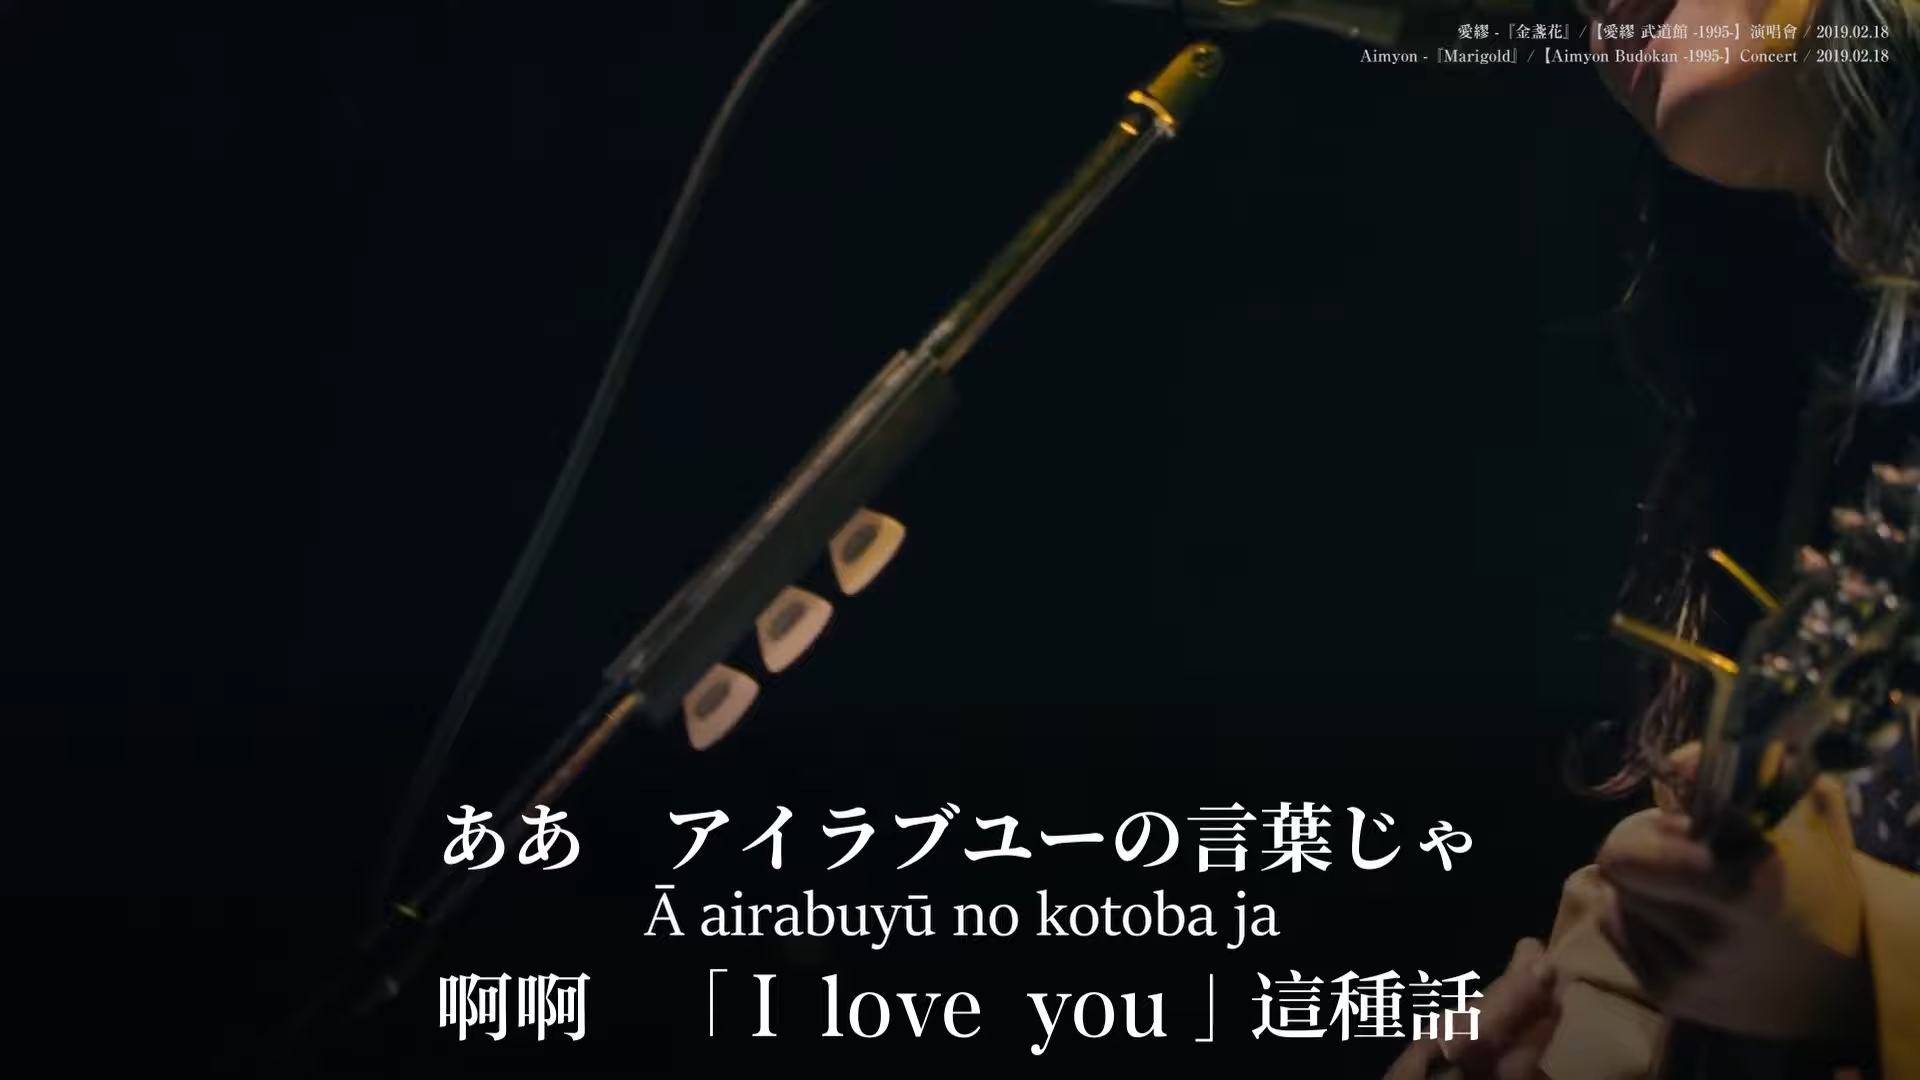 愛繆 -『金盞花』/【愛繆 武道館 -1995-】演唱會 / 2019.02.18
Aimyon -『Marigold』/【Aimyon Budokan -1995-】Concert / 2019.02.18
ああ　アイラブユーの言葉じゃ
Ā airabuyū no kotoba ja
啊啊　「I love you」這種話